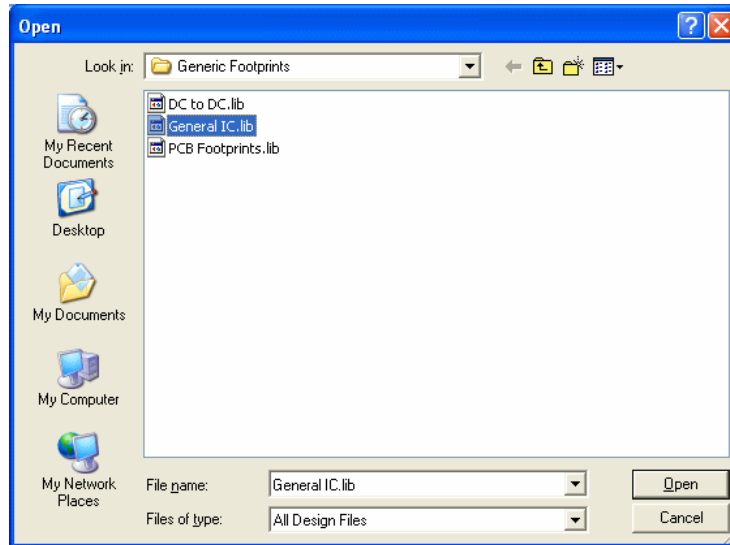 Open
Look in:
Generic Footprints
My Recent
Documents
Desktop
My Documents
My Computer
My Network
Places
DC to DC.lib
General IC.lib
PCB Footprints.lib
File name:
General IC.lib
Open
Files of type:
All Design Files
Cancel